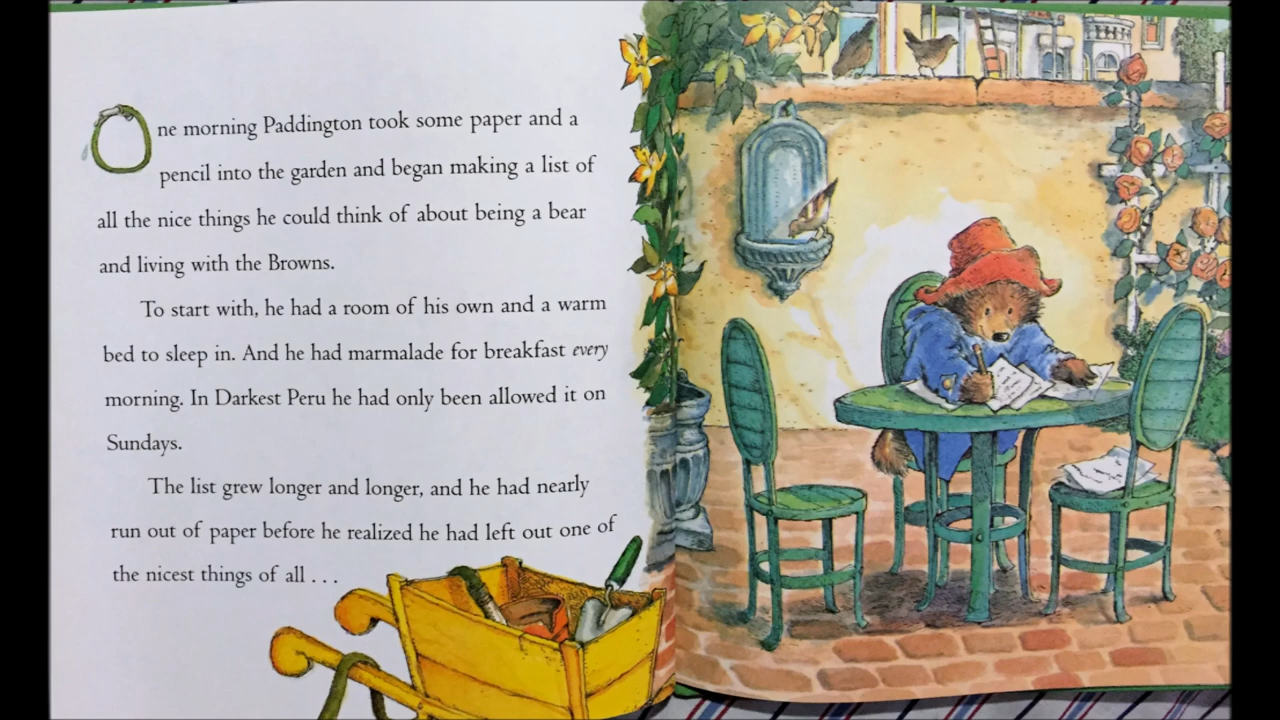 One morning Paddington took some paper and a
pencil into the garden and began making a list of
all the nice things he could think of about being a bear
and living with the Browns.
To start with, he had a room of his own and a warm
bed to sleep in. And he had marmalade for breakfast every
morning. In Darkest Peru he had only been allowed it on
Sundays.
The list grew longer and longer, and he had nearly
run out of paper before he realized he had left out one of
the nicest things of all . . .